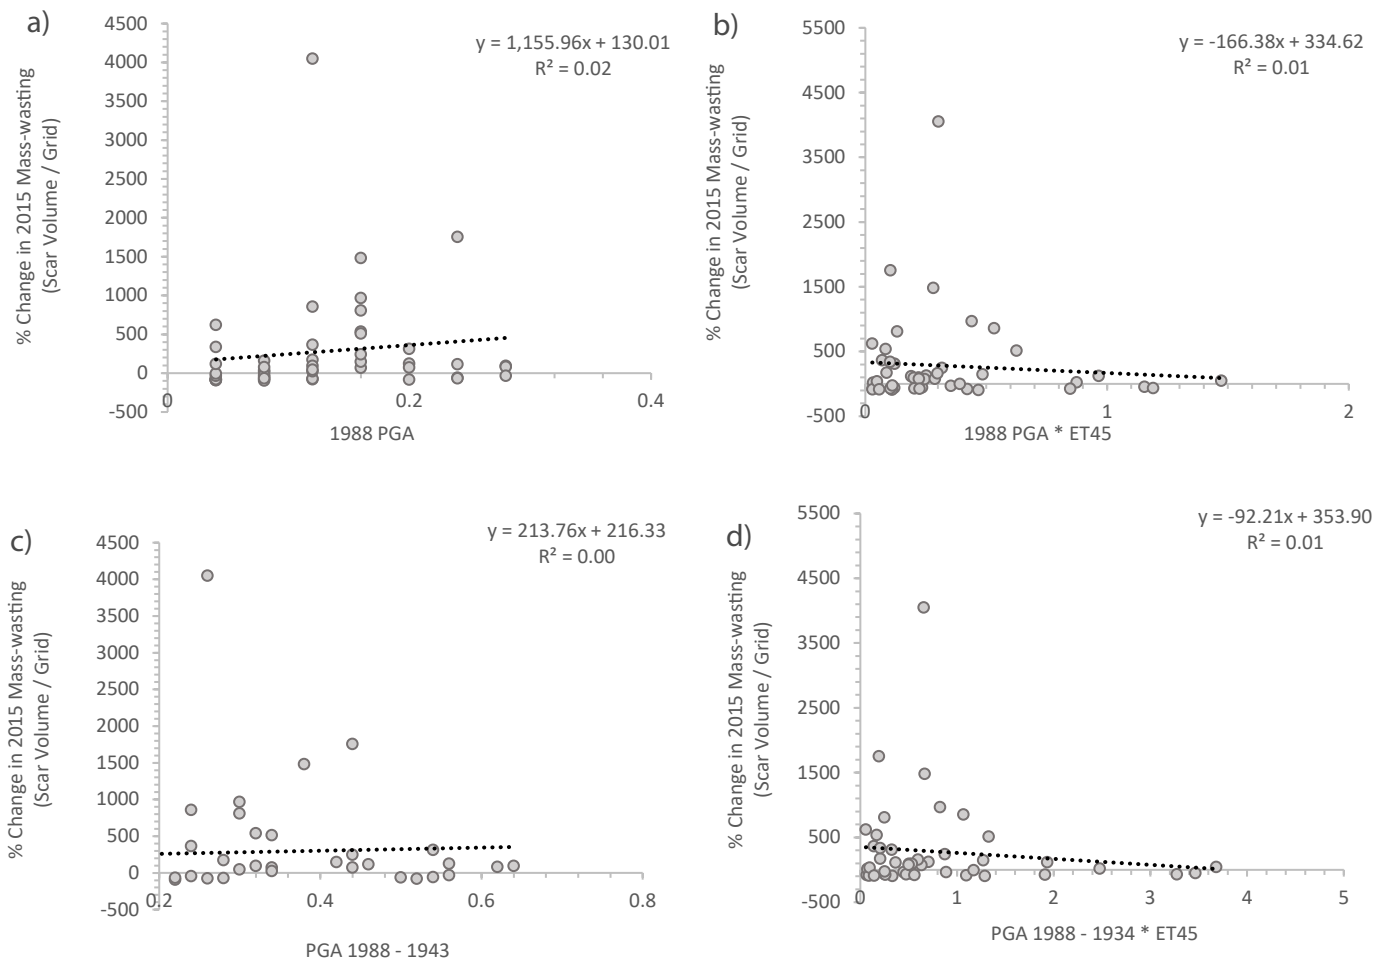 a)
y = 1,155.96x + 130.01
R² = 0.02
% Change in 2015 Mass-wasting
(Scar Volume / Grid)
4500
4000
3500
3000
2500
2000
1500
1000
500
0
-500
0
0.2
0.4
1988 PGA
b)
y = -166.38x + 334.62
R² = 0.01
% Change in 2015 Mass-wasting
(Scar Volume / Grid)
5500
4500
3500
2500
1500
500
-500
0
1
2
1988 PGA * ET45
c)
y = 213.76x + 216.33
R² = 0.00
% Change in 2015 Mass-wasting
(Scar Volume / Grid)
4500
4000
3500
3000
2500
2000
1500
1000
500
0
-500
0.2
0.4
0.6
0.8
PGA 1988 - 1943
d)
y = -92.21x + 353.90
R² = 0.01
% Change in 2015 Mass-wasting
(Scar Volume / Grid)
5500
4500
3500
2500
1500
500
-500
0
1
2
3
4
5
PGA 1988 - 1934 * ET45